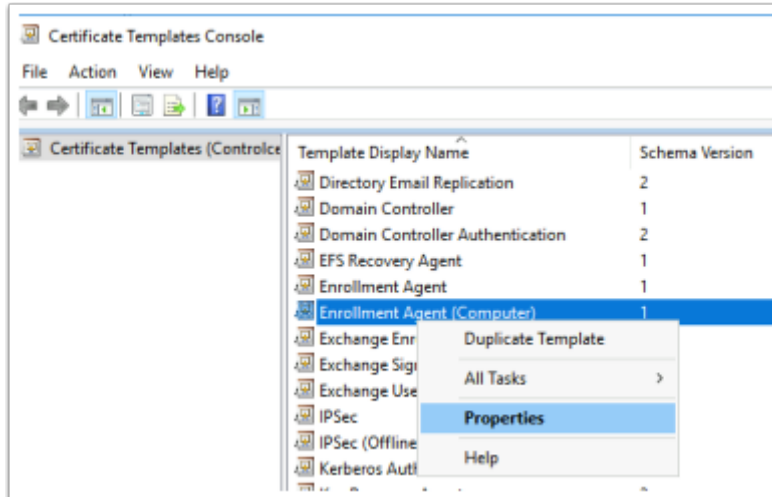 Certificate Templates Console
File Action View Help
Certificate Templates (Controlce
Template Display Name Schema Version
Directory Email Replication 2
Domain Controller 1
Domain Controller Authentication 2
EFS Recovery Agent 1
Enrollment Agent 1
Enrollment Agent (Computer) 1
Exchange Enr
Duplicate Template
Exchange Sig
All Tasks
Exchange Use
Properties
IPSec
IPSec (Offline
Help
Kerberos Aut